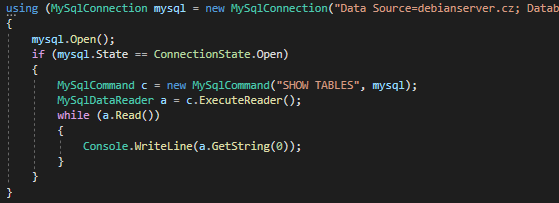 using (MySqlConnection mysql = new MySqlConnection("Data Source=debianserver.cz; Datab
{
mysql.Open();
if (mysql.State == ConnectionState.Open)
{
MySqlCommand c = new MySqlCommand("SHOW TABLES", mysql);
MySqlDataReader a = c.ExecuteReader();
while (a.Read())
{
Console.WriteLine(a.GetString(0));
}
}
}